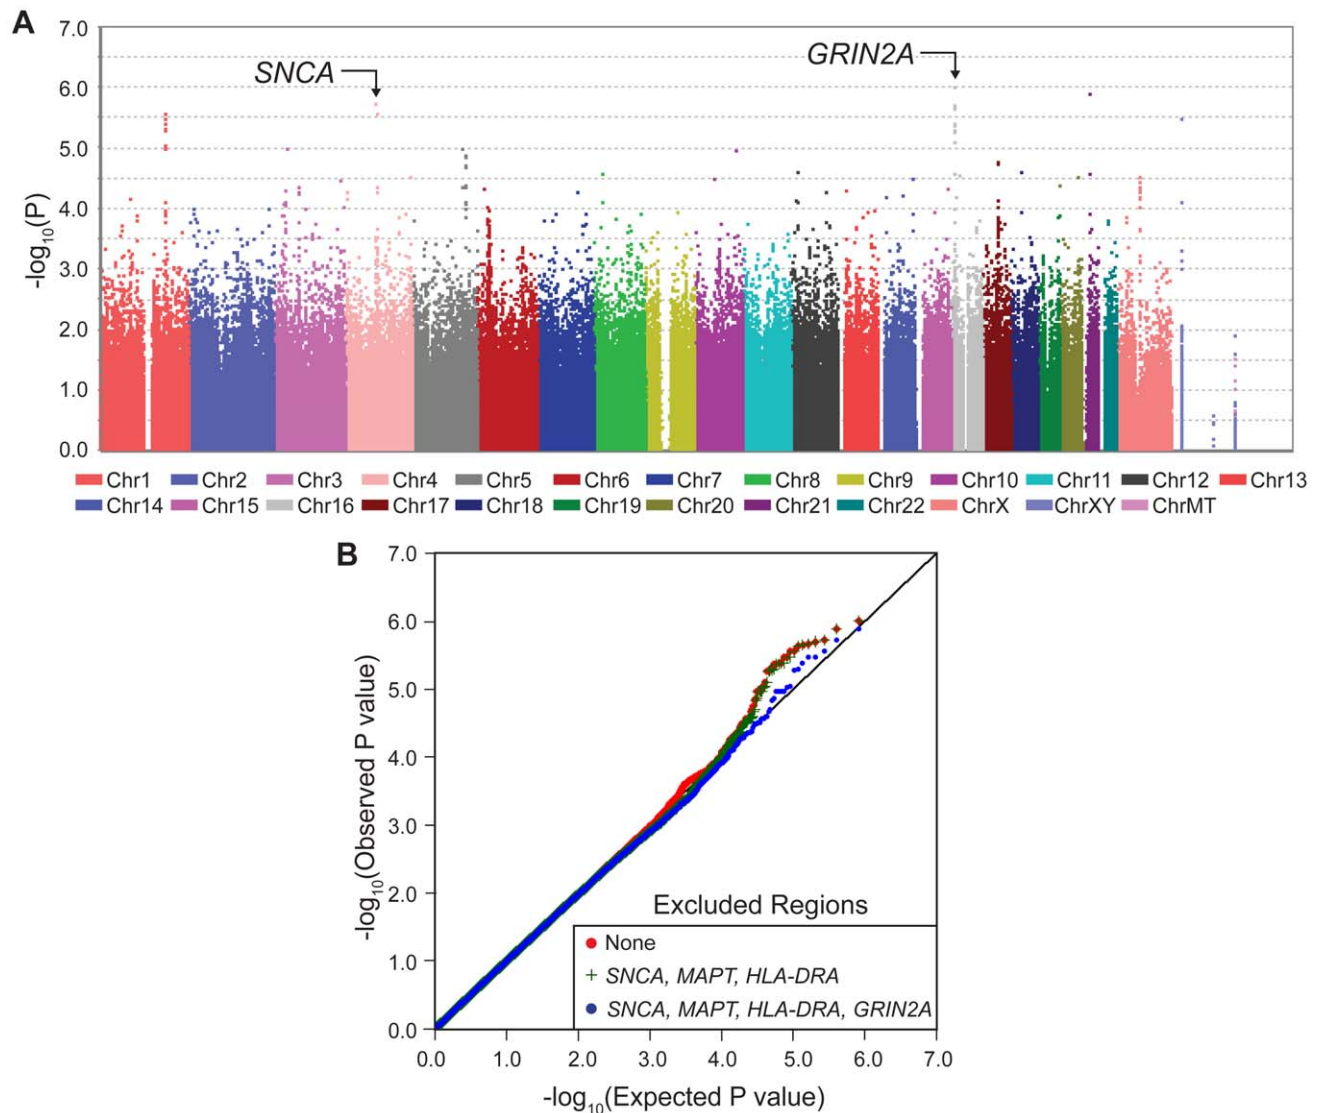 A
7.0
6.0
5.0
4.0
3.0
2.0
1.0
0.0
-log10(P)
SNCA
GRIN2A
Chr1 Chr2 Chr3 Chr4 Chr5 Chr6 Chr7 Chr8 Chr9 Chr10 Chr11 Chr12 Chr13
Chr14 Chr15 Chr16 Chr17 Chr18 Chr19 Chr20 Chr21 Chr22 ChrX ChrXY ChrMT
B
7.0
6.0
5.0
4.0
3.0
2.0
1.0
0.0
-log10(Observed P value)
Excluded Regions
None
SNCA, MAPT, HLA-DRA
SNCA, MAPT, HLA-DRA, GRIN2A
0.0 1.0 2.0 3.0 4.0 5.0 6.0 7.0
-log10(Expected P value)